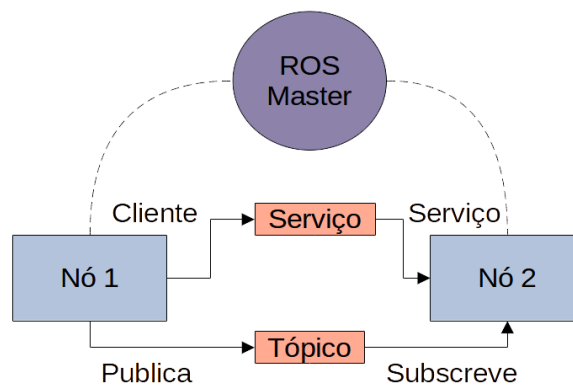 ROS
Master
Cliente
Serviço
Serviço
Nó 1
Nó 2
Tópico
Publica
Subscreve